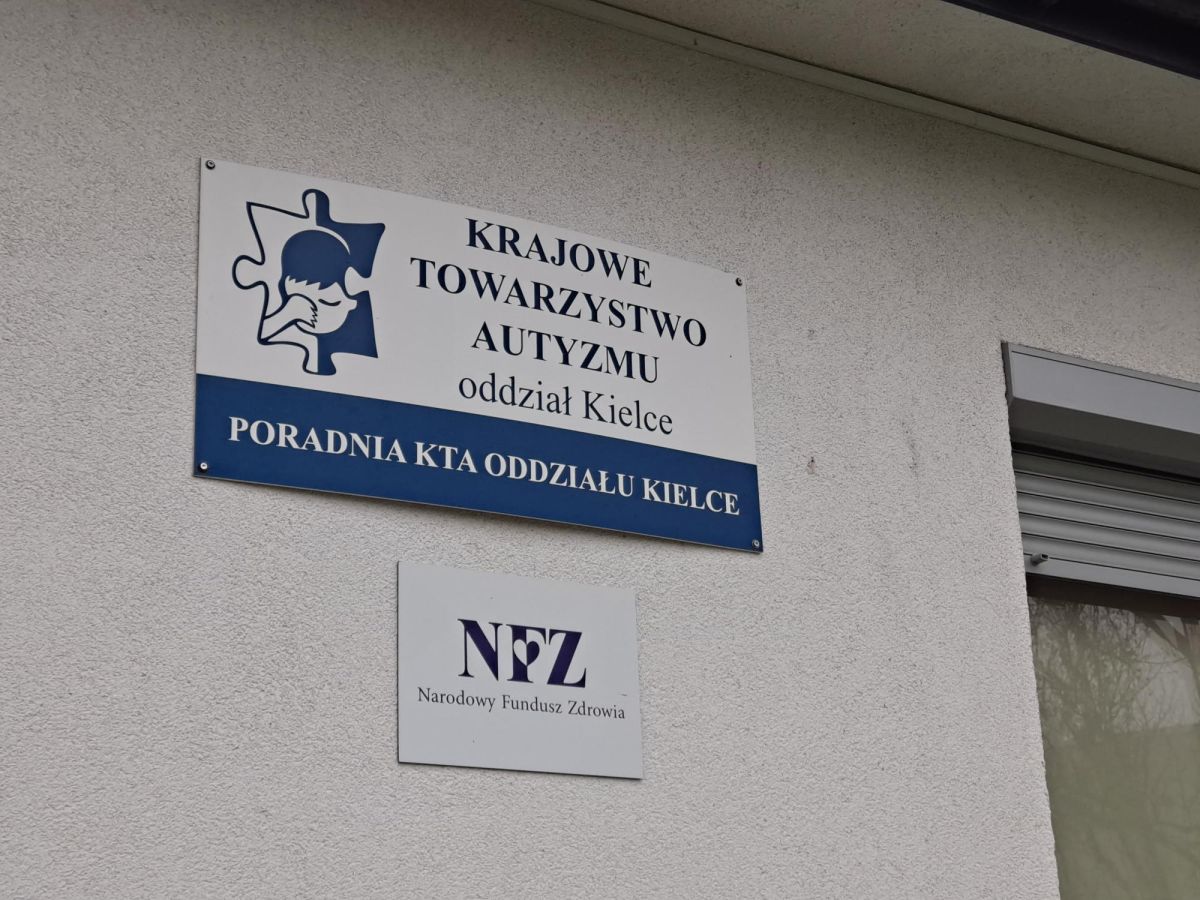 KRAJOWE
TOWARZYSTWO
AUTYZMU
oddział Kielce
PORADNIA KTA ODDZIAŁU KIELCE
NFZ
Narodowy Fundusz Zdrowia